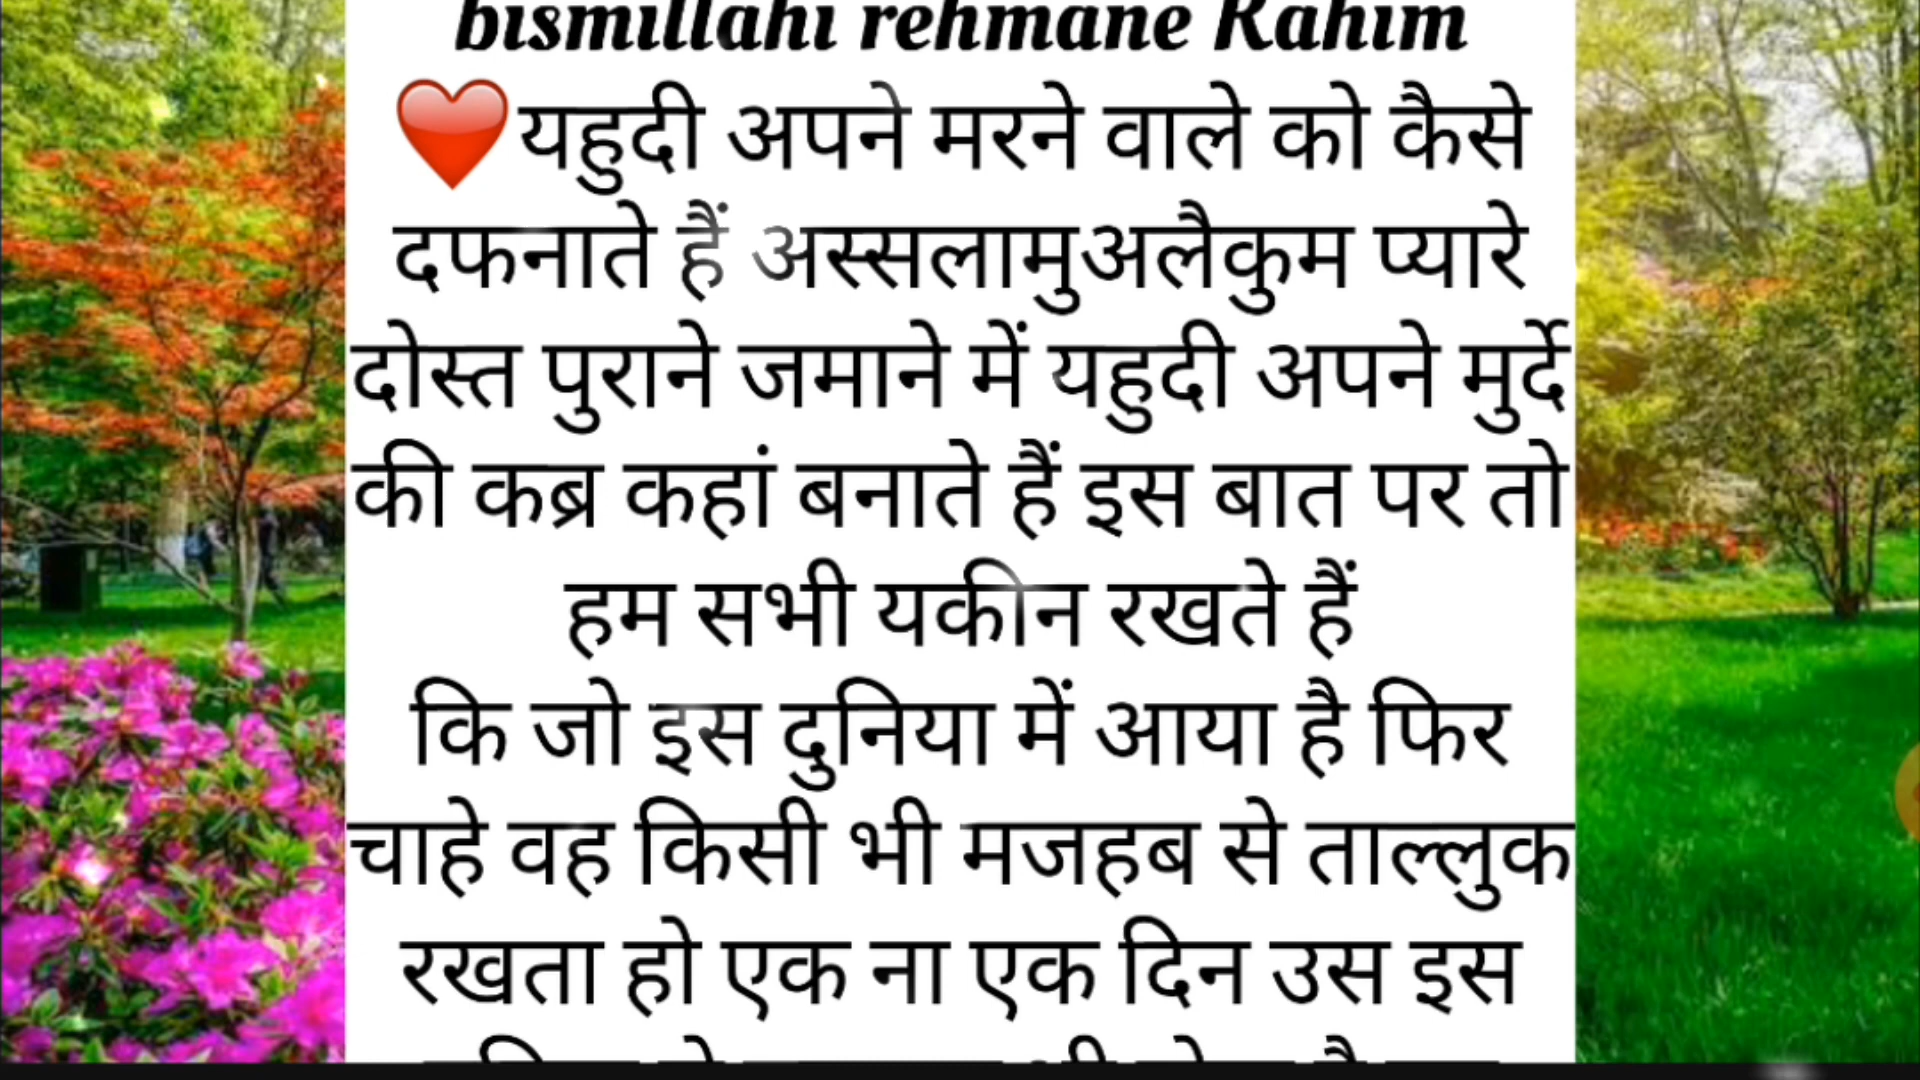 bismillahi rehmane Rahim
❤️यहुदी अपने मरने वाले को कैसे
दफनाते हैं अस्सलामुअलैकुम प्यारे
दोस्त पुराने जमाने में यहुदी अपने मुर्दे
की कब्र कहां बनाते हैं इस बात पर तो
हम सभी यकीन रखते हैं
कि जो इस दुनिया में आया है फिर
चाहे वह किसी भी मजहब से ताल्लुक
रखता हो एक ना एक दिन उस इस